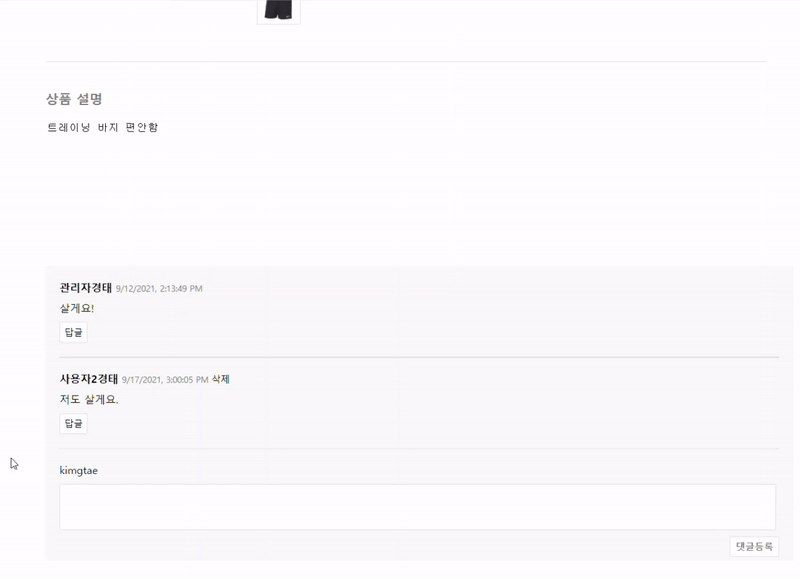 상품 설명
트레이닝 바지 편안함
관리자경태 9/12/2021, 2:13:49 PM
살게요!
답글
사용자2경태 9/17/2021, 3:00:05 PM 삭제
저도 살게요.
답글
kimgtae
댓글등록